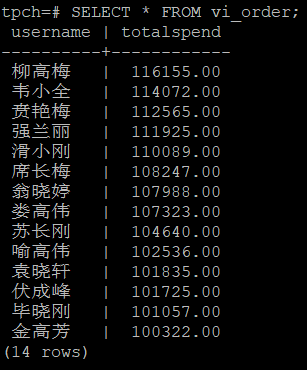 tpch=# SELECT * FROM vi_order;
username | totalspend
----------+------------
柳高梅 | 116155.00
韦小全 | 114072.00
贲艳梅 | 112565.00
强兰丽 | 111925.00
滑小刚 | 110089.00
席长梅 | 108247.00
翁晓婷 | 107988.00
娄高伟 | 107323.00
苏长刚 | 104640.00
喻高伟 | 102536.00
袁晓轩 | 101835.00
伏成峰 | 101725.00
毕晓刚 | 101057.00
金高芳 | 100322.00
(14 rows)